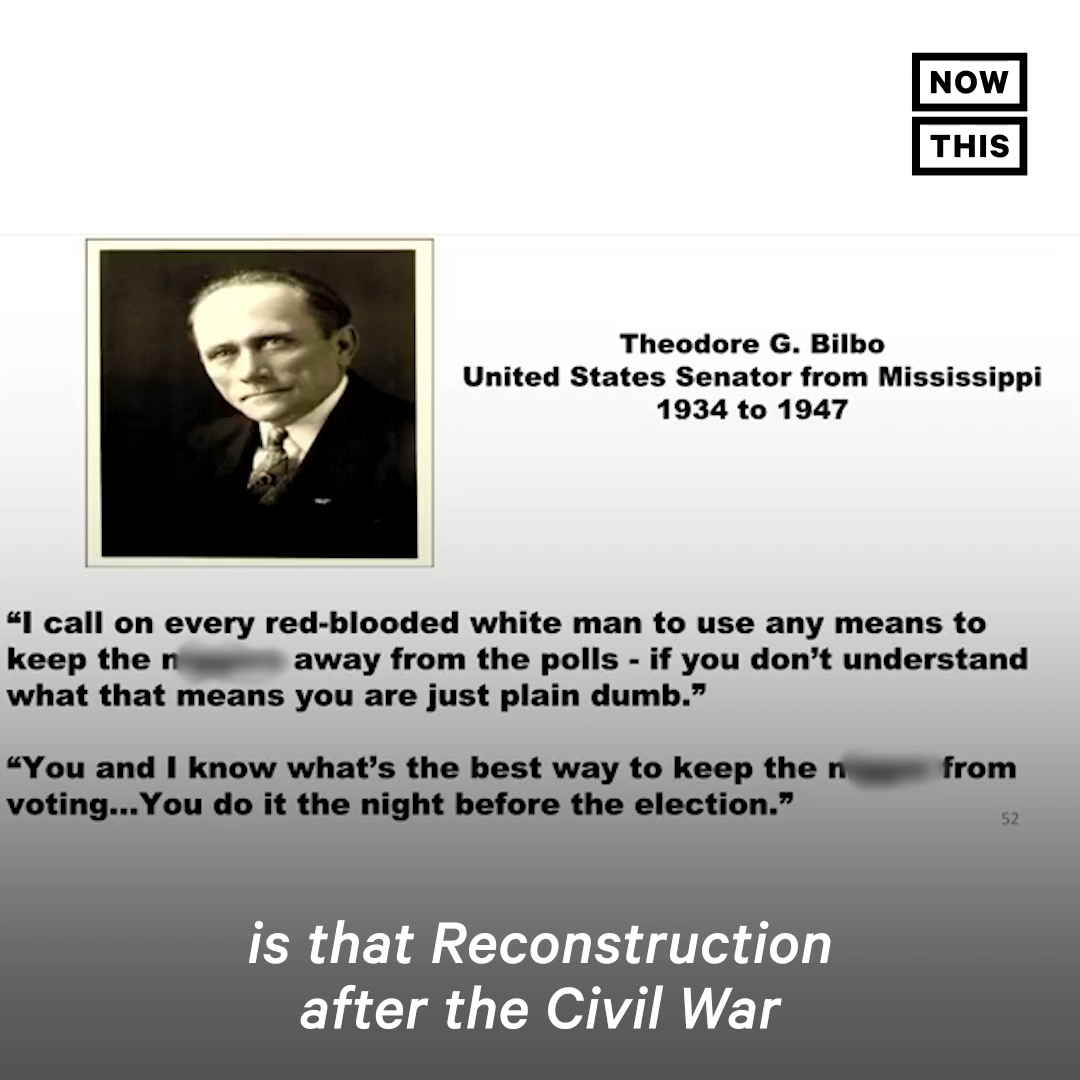 NOW
THIS
Theodore G. Bilbo
United States Senator from Mississippi
1934 to 1947
“I call on every red-blooded white man to use any means to
keep the n away from the polls - if you don’t understand
what that means you are just plain dumb.”
“You and I know what’s the best way to keep the n from
voting...You do it the night before the election.”
52
is that Reconstruction
after the Civil War